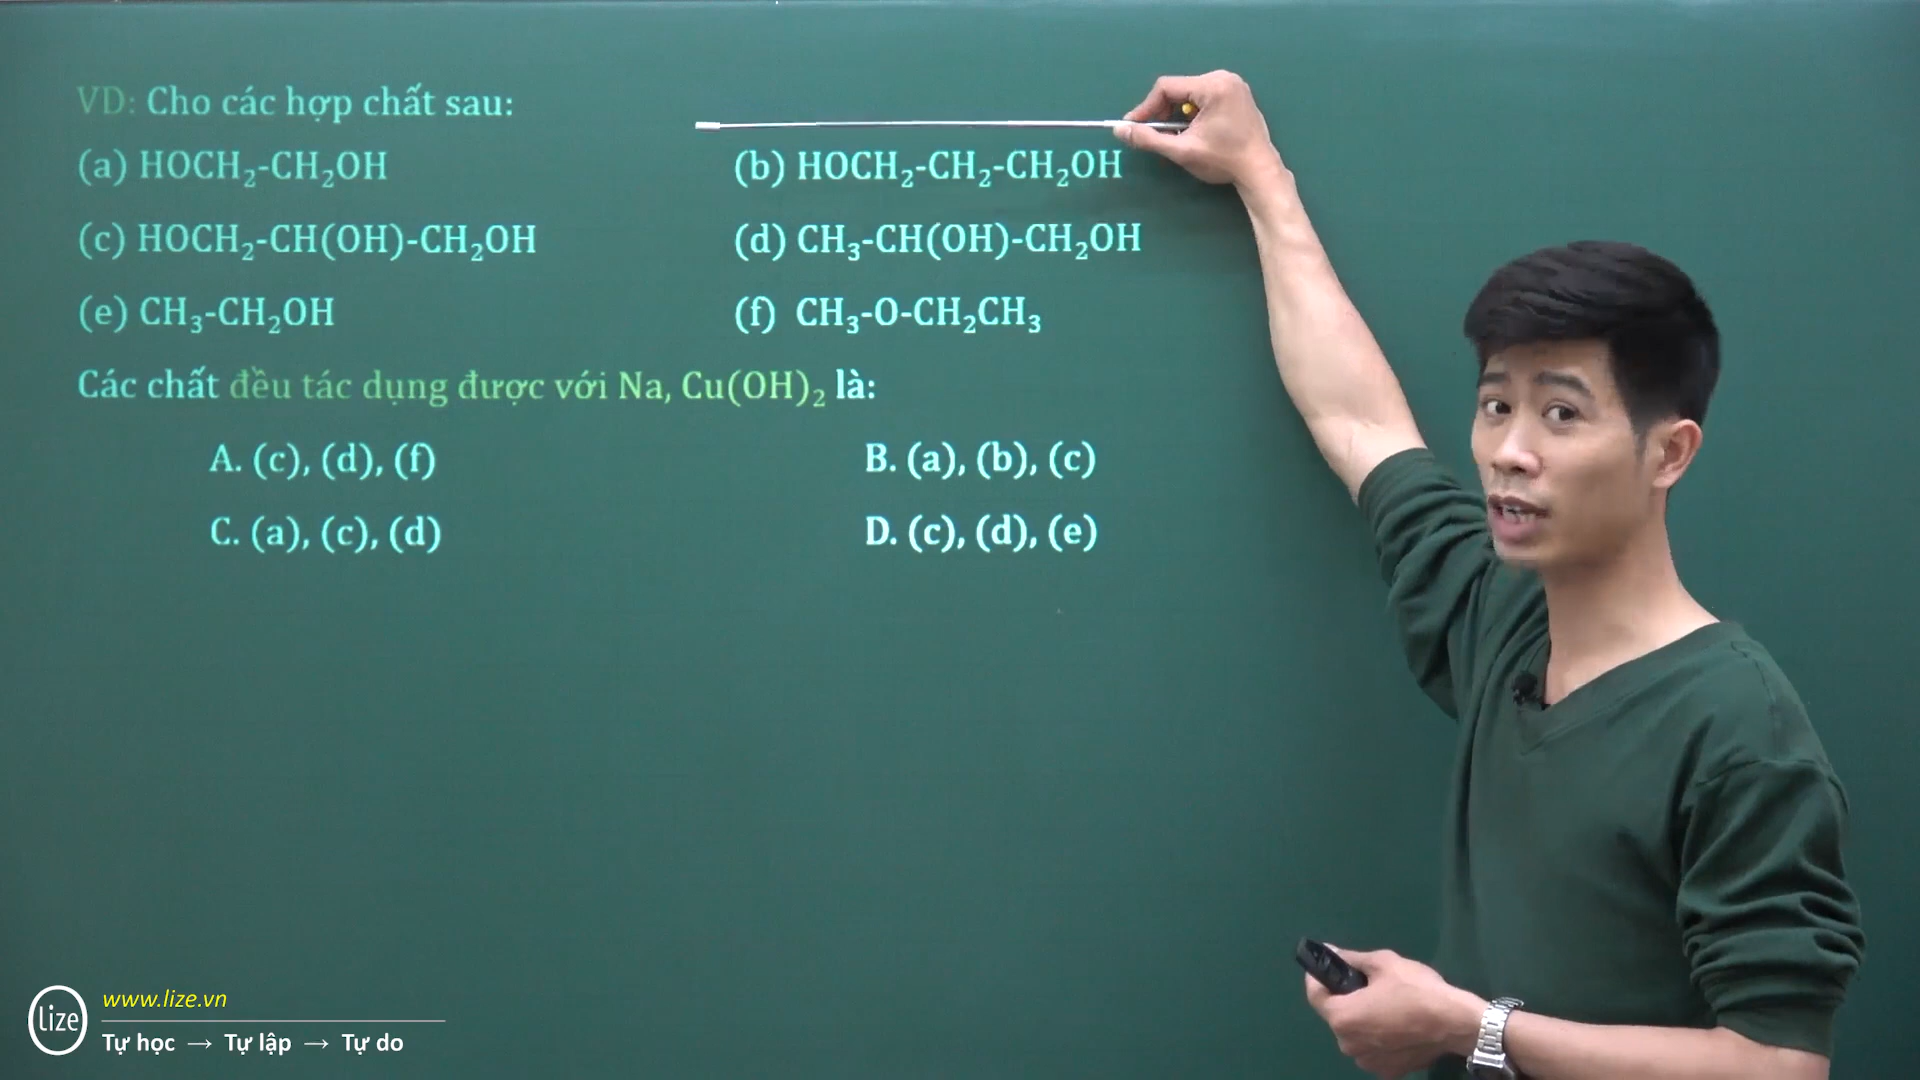 VD: Cho các hợp chất sau:
(a) HOCH₂-CH₂OH
(b) HOCH₂-CH₂-CH₂OH
(c) HOCH₂-CH(OH)-CH₂OH
(d) CH₃-CH(OH)-CH₂OH
(e) CH₃-CH₂OH
(f) CH₃-O-CH₂CH₃
Các chất đều tác dụng được với Na, Cu(OH)₂ là:
A. (c), (d), (f)
B. (a), (b), (c)
C. (a), (c), (d)
D. (c), (d), (e)
lize
www.lize.vn
Tự học → Tự lập → Tự do